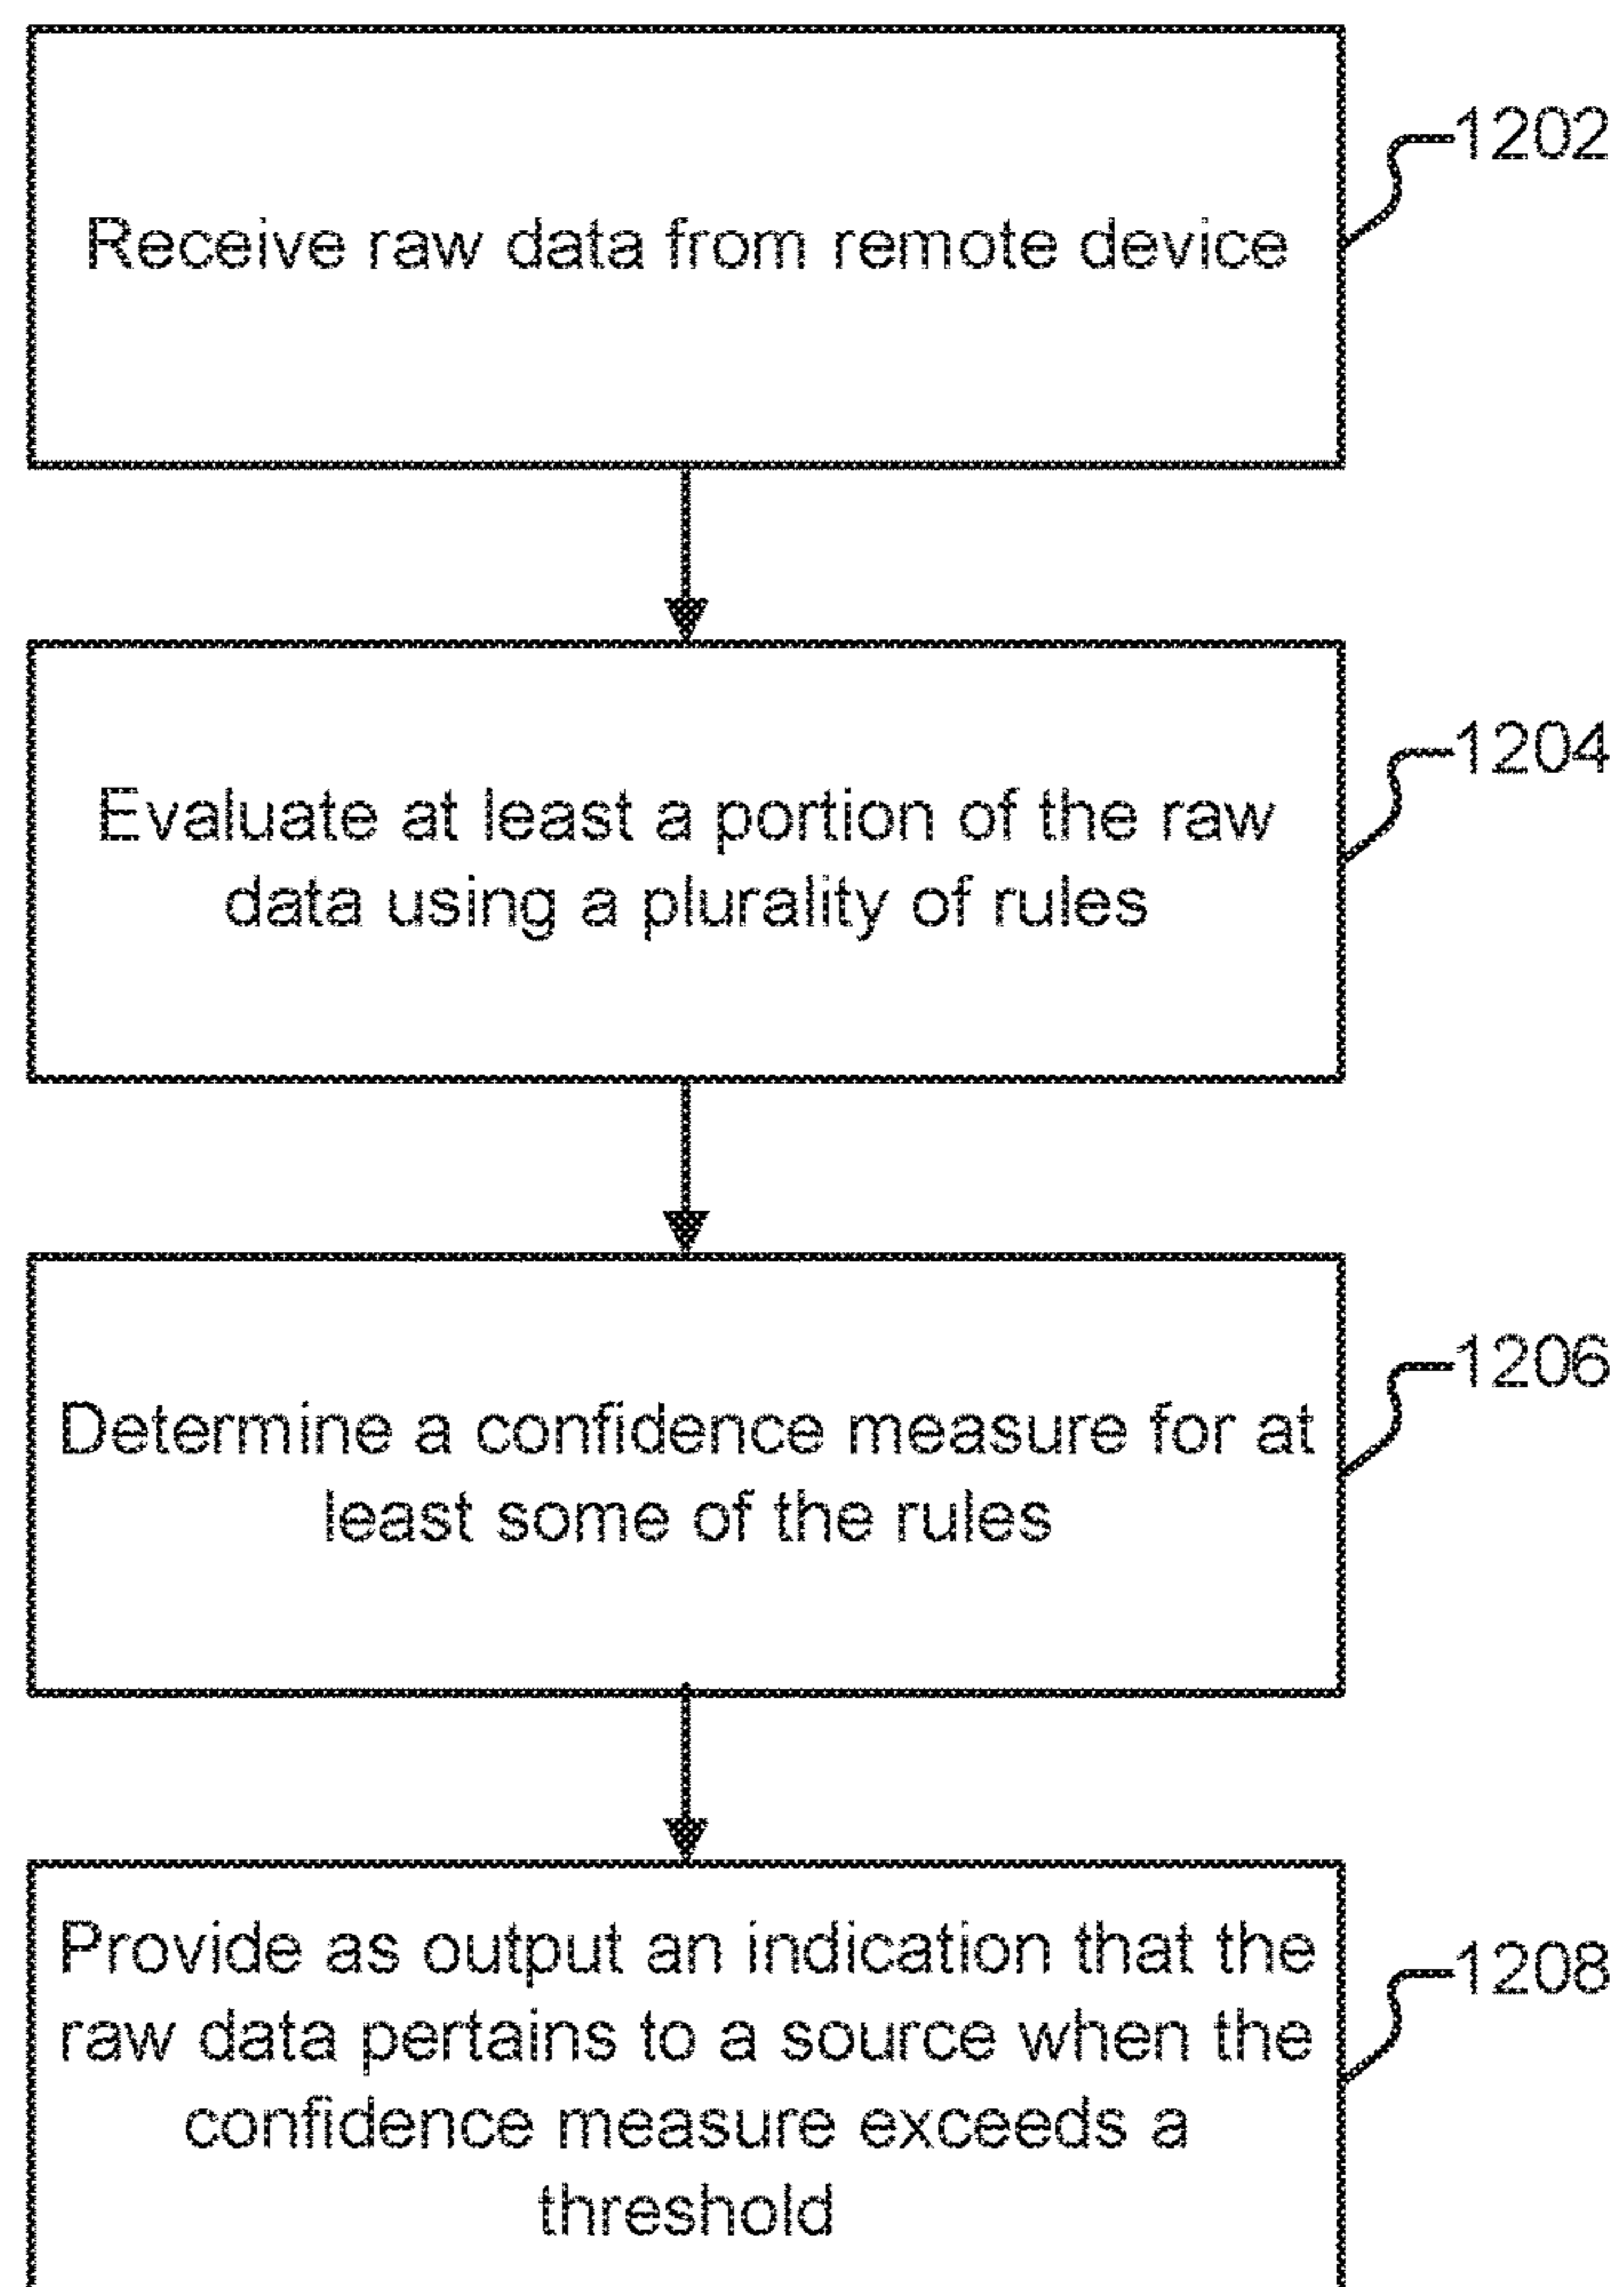 1202
Receive raw data from remote device
1204
Evaluate at least a portion of the raw
data using a plurality of rules
1206
Determine a confidence measure for at
least some of the rules
1208
Provide as output an indication that the
raw data pertains to a source when the
confidence measure exceeds a
threshold